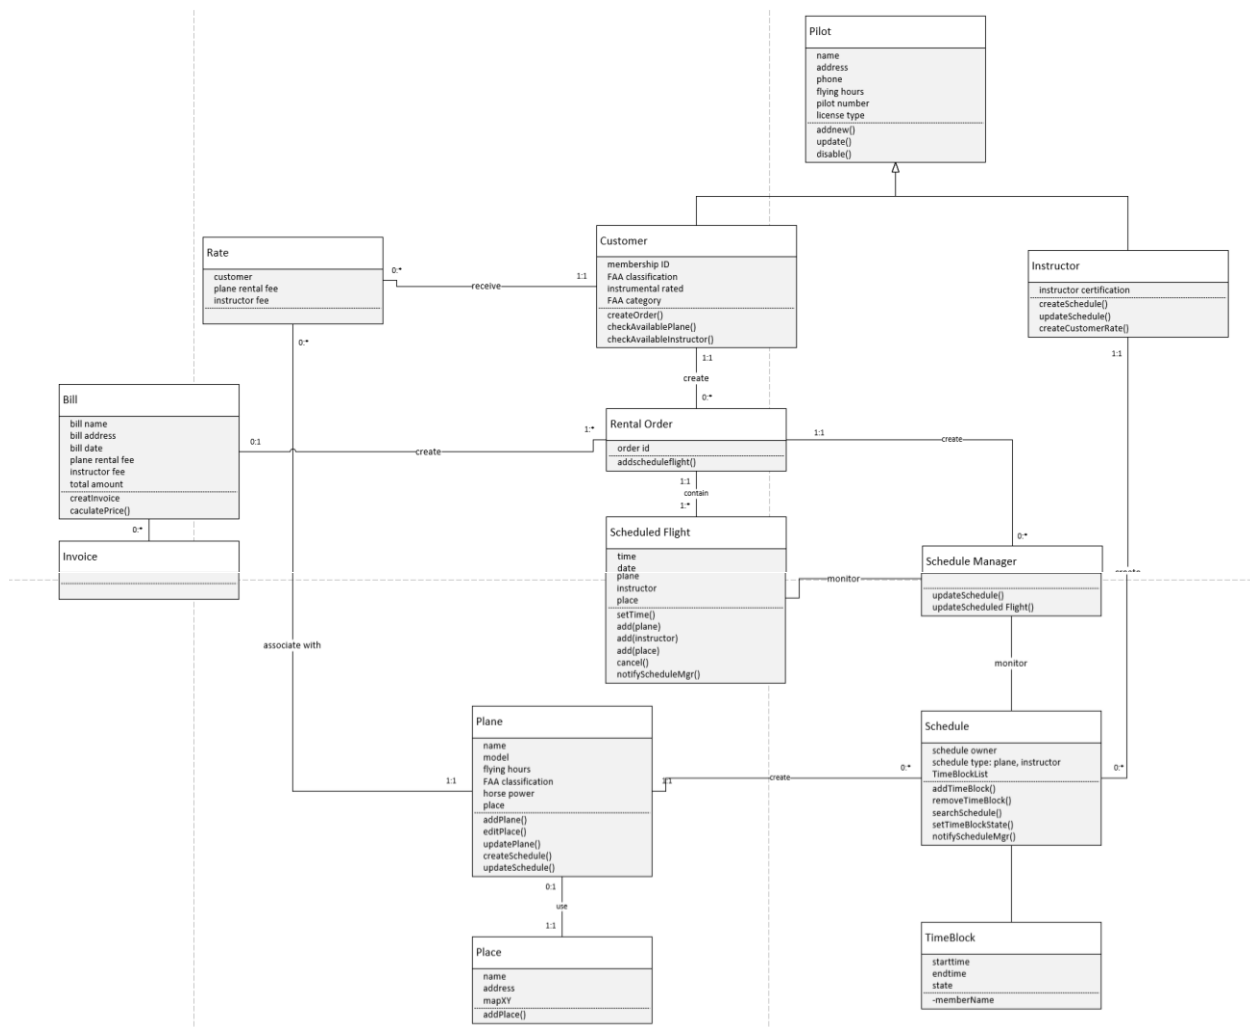 Pilot
name
address
phone
flying hours
pilot number
license type
addnew()
update()
disable()
Rate
customer
plane rental fee
instructor fee
0:*
receive
1:1
Customer
membership ID
FAA classification
instrumental rated
FAA category
createOrder()
checkAvailablePlane()
checkAvailableInstructor()
Instructor
instructor certification
createSchedule()
updateSchedule()
createCustomerRate()
0:*
1:1
create
0:*
1:1
Bill
bill name
bill address
bill date
plane rental fee
instructor fee
total amount
creatInvoice
caculatePrice()
0:1
create
1:*
Rental Order
order id
addscheduleflight()
1:1
create
0:*
1:1
contain
1:*
0:*
Invoice
Scheduled Flight
time
date
plane
instructor
place
setTime()
add(plane)
add(instructor)
add(place)
cancel()
notifyScheduleMgr()
monitor
Schedule Manager
updateSchedule()
updateScheduled Flight()
create
associate with
monitor
Plane
name
model
flying hours
FAA classification
horse power
place
addPlane()
editPlace()
updatePlane()
createSchedule()
updateSchedule()
1:1
1:1
create
0:*
Schedule
schedule owner
schedule type: plane, instructor
TimeBlockList
addTimeBlock()
removeTimeBlock()
searchSchedule()
setTimeBlockState()
notifyScheduleMgr()
0:*
0:1
use
1:1
Place
name
address
mapXY
addPlace()
TimeBlock
starttime
endtime
state
-memberName